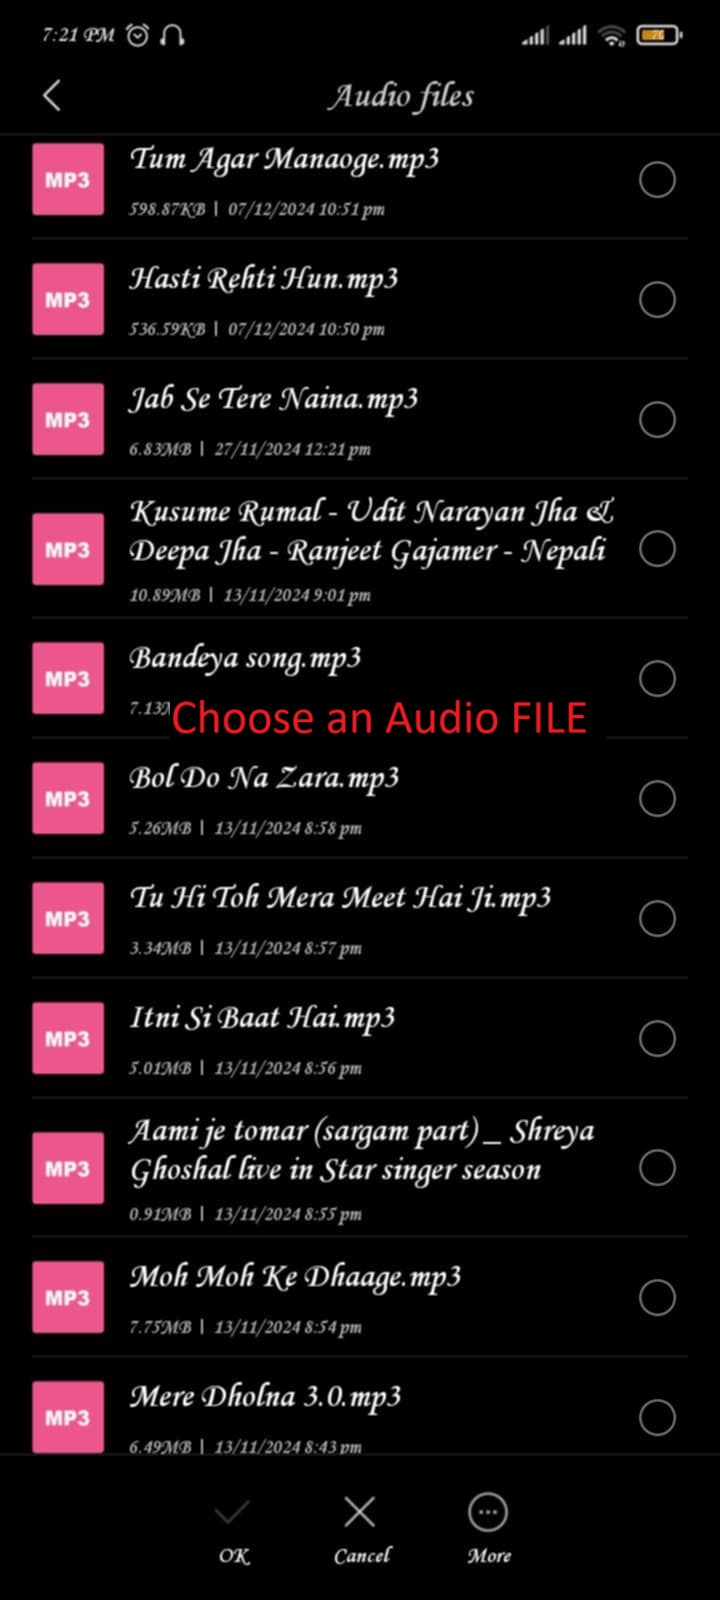 7:21 PM
76
Audio files
MP3
Tum Agar Manaoge.mp3
598.87KB | 07/12/2024 10:51 pm
MP3
Hasti Rehti Hun.mp3
536.59KB | 07/12/2024 10:50 pm
MP3
Jab Se Tere Naina.mp3
6.83MB | 27/11/2024 12:21 pm
MP3
Kusume Rumal - Udit Narayan Jha &
Deepa Jha - Ranjeet Gajamer - Nepali
10.89MB | 13/11/2024 9:01 pm
MP3
Bandeya song.mp3
Choose an Audio FILE
MP3
Bol Do Na Zara.mp3
5.26MB | 13/11/2024 8:58 pm
MP3
Tu Hi Toh Mera Meet Hai Ji.mp3
3.34MB | 13/11/2024 8:57 pm
MP3
Itni Si Baat Hai.mp3
5.01MB | 13/11/2024 8:56 pm
MP3
Aami je tomar (sargam part) _ Shreya
Ghoshal live in Star singer season
0.91MB | 13/11/2024 8:55 pm
MP3
Moh Moh Ke Dhaage.mp3
7.75MB | 13/11/2024 8:54 pm
MP3
Mere Dholna 3.0.mp3
6.49MB | 13/11/2024 8:43 pm
OK
Cancel
More